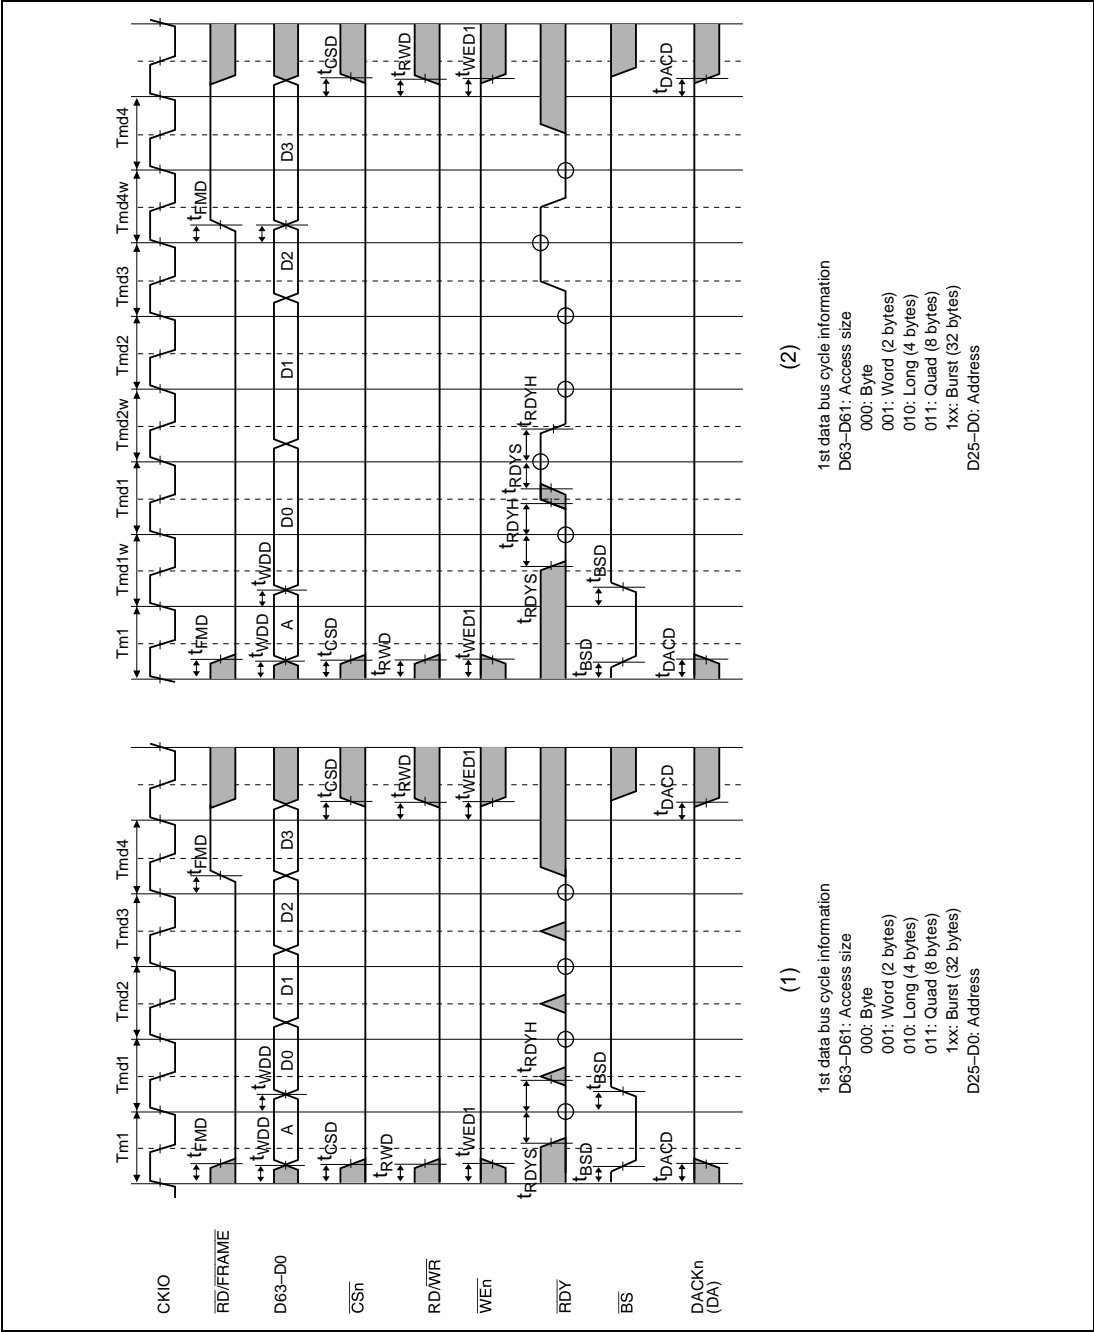 CKIO
RD/FRAME
D63–D0
CSn
RD/WR
WEn
RDY
BS
DACKn
(DA)
Tm1
Tmd1
Tmd2
Tmd3
Tmd4
tFMD
tFMD
tWDD
tWDD
A
D0
D1
D2
D3
tCSD
tCSD
tRWD
tRWD
tWED1
tWED1
tRDYS
tRDYH
tBSD
tBSD
tDACD
tDACD
(1)
1st data bus cycle information
D63–D61: Access size
000: Byte
001: Word (2 bytes)
010: Long (4 bytes)
011: Quad (8 bytes)
1xx: Burst (32 bytes)
D25–D0: Address
Tm1
Tmd1w
Tmd1
Tmd2w
Tmd2
Tmd3
Tmd4w
Tmd4
tFMD
tFMD
tWDD
tWDD
A
D0
D1
D2
D3
tCSD
tCSD
tRWD
tRWD
tWED1
tWED1
tRDYS
tRDYH
tRDYS
tRDYH
tBSD
tBSD
tDACD
tDACD
(2)
1st data bus cycle information
D63–D61: Access size
000: Byte
001: Word (2 bytes)
010: Long (4 bytes)
011: Quad (8 bytes)
1xx: Burst (32 bytes)
D25–D0: Address